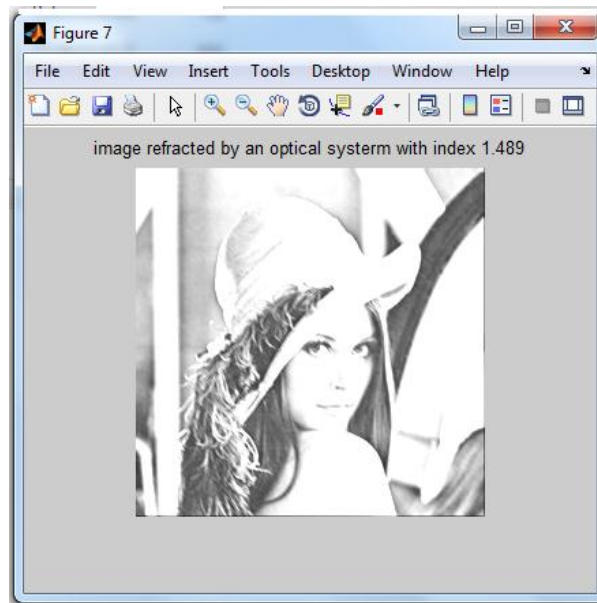 Figure 7
File Edit View Insert Tools Desktop Window Help
image refracted by an optical systerm with index 1.489